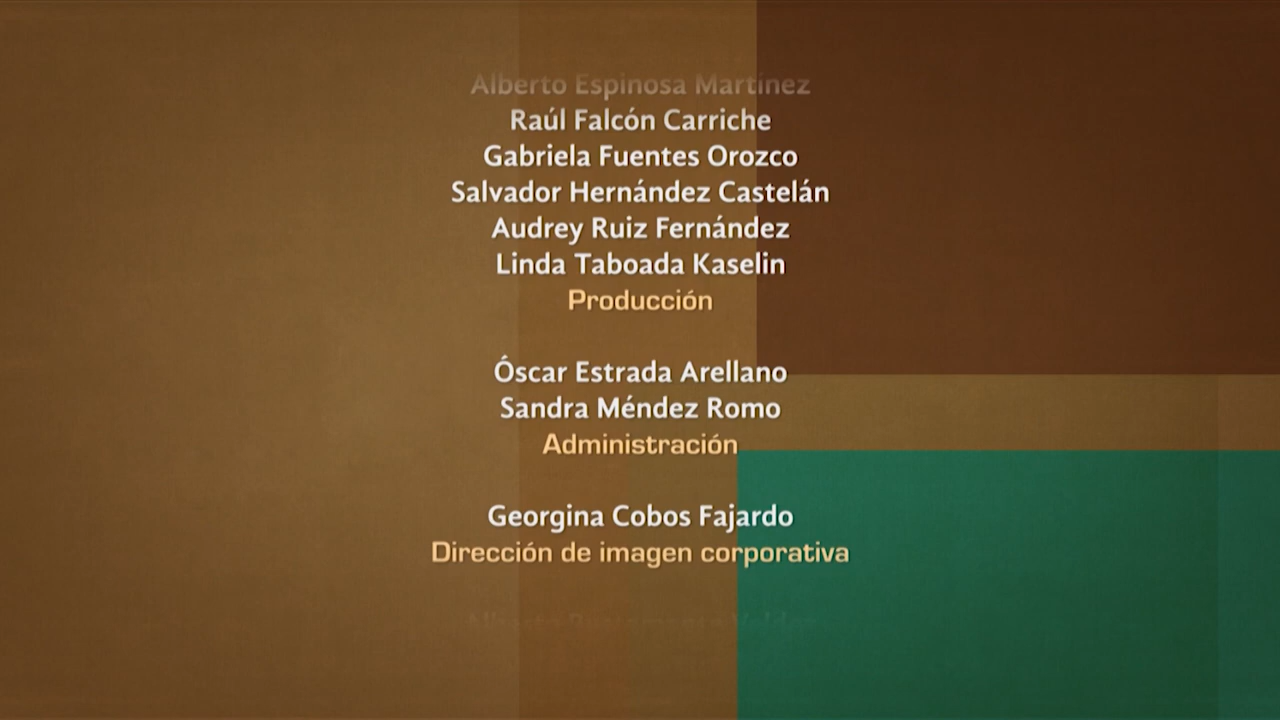 Alberto Espinosa Martínez
Raúl Falcón Carriche
Gabriela Fuentes Orozco
Salvador Hernández Castelán
Audrey Ruiz Fernández
Linda Taboada Kaselin
Producción
Óscar Estrada Arellano
Sandra Méndez Romo
Administración
Georgina Cobos Fajardo
Dirección de imagen corporativa
Alberto